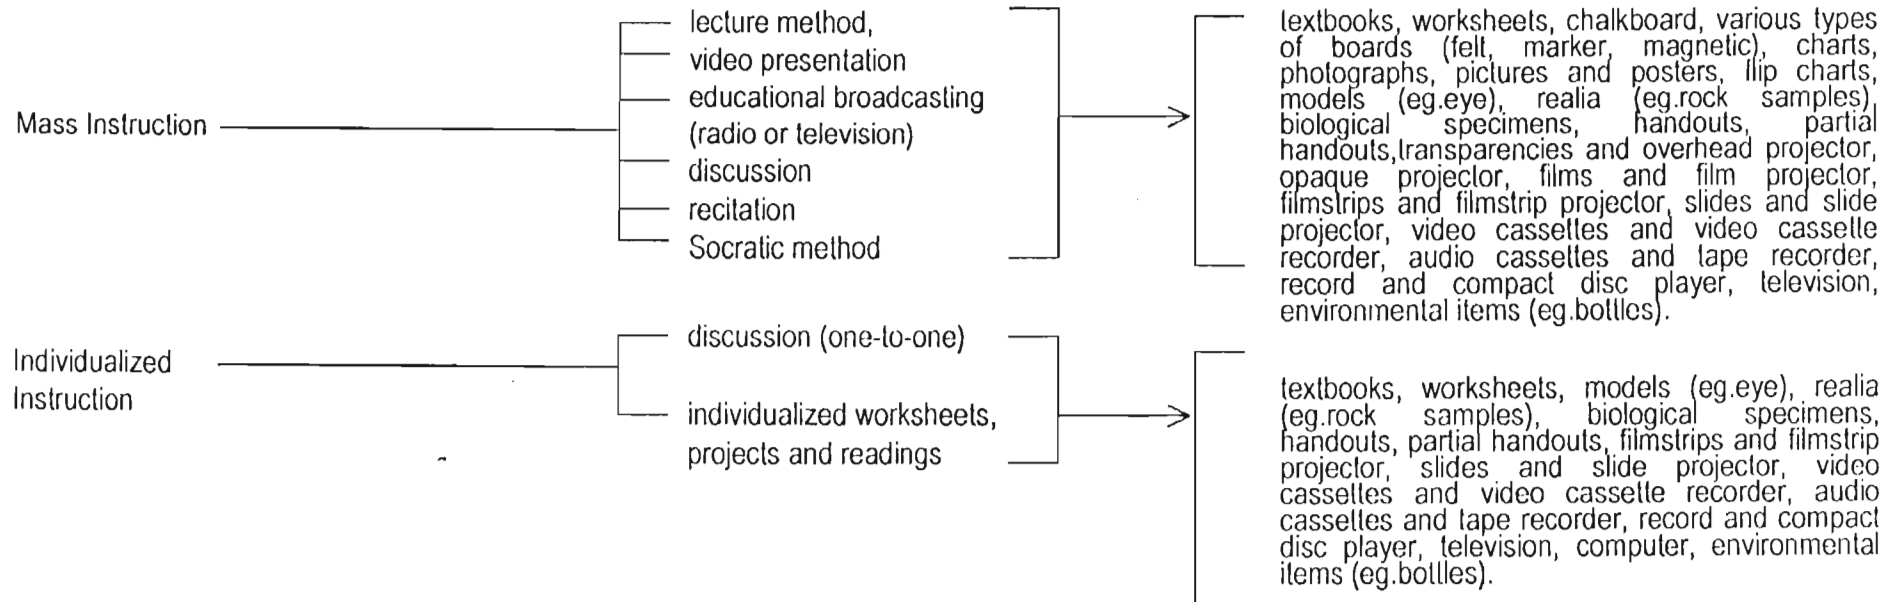 Mass Instruction
lecture method,
video presentation
educational broadcasting
(radio or television)
discussion
recitation
Socratic method
textbooks, worksheets, chalkboard, various types
of boards (felt, marker, magnetic), charts,
photographs, pictures and posters, flip charts,
models (eg.eye), realia (eg.rock samples),
biological specimens, handouts, partial
handouts,transparencies and overhead projector,
opaque projector, films and film projector,
filmstrips and filmstrip projector, slides and slide
projector, video cassettes and video cassette
recorder, audio cassettes and tape recorder,
record and compact disc player, television,
environmental items (eg.bottles).
Individualized
Instruction
discussion (one-to-one)
individualized worksheets,
projects and readings
textbooks, worksheets, models (eg.eye), realia
(eg.rock samples), biological specimens,
handouts, partial handouts, filmstrips and filmstrip
projector, slides and slide projector, video
cassettes and video cassette recorder, audio
cassettes and tape recorder, record and compact
disc player, television, computer, environmental
items (eg.bottles).